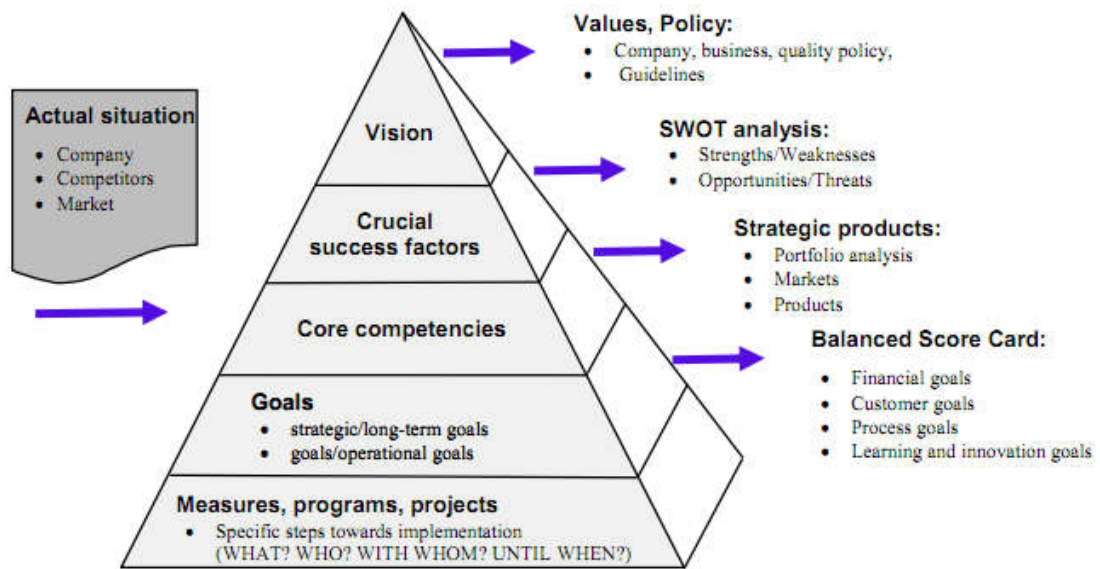 Actual situation
Company
Competitors
Market
Vision
Crucial
success factors
Core competencies
Goals
strategic/long-term goals
goals/operational goals
Measures, programs, projects
Specific steps towards implementation
(WHAT? WHO? WITH WHOM? UNTIL WHEN?)
Values, Policy:
Company, business, quality policy,
Guidelines
SWOT analysis:
Strengths/Weaknesses
Opportunities/Threats
Strategic products:
Portfolio analysis
Markets
Products
Balanced Score Card:
Financial goals
Customer goals
Process goals
Learning and innovation goals